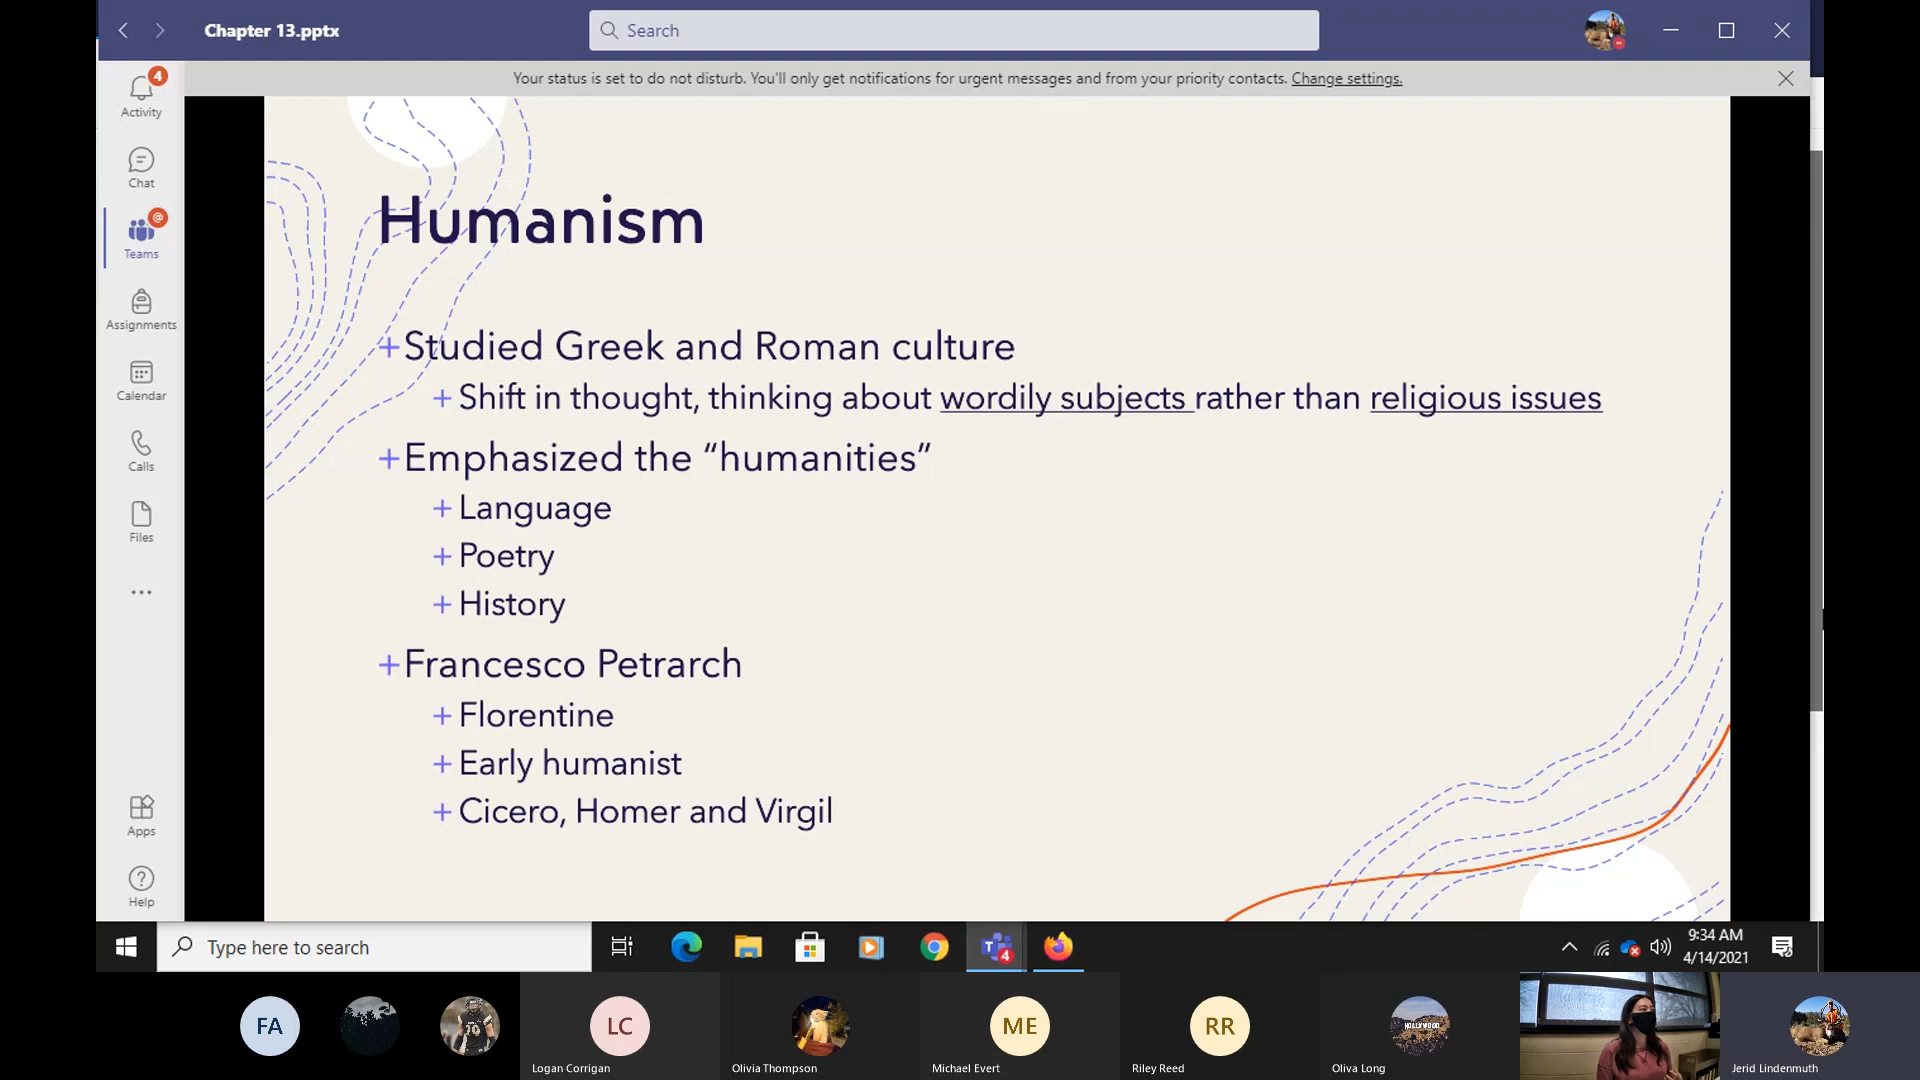 Chapter 13.pptx
Search
Your status is set to do not disturb. You'll only get notifications for urgent messages and from your priority contacts. Change settings.
4
Activity
Chat
@
Teams
Assignments
Calendar
Calls
Files
Apps
Help
Humanism
+Studied Greek and Roman culture
+ Shift in thought, thinking about wordily subjects rather than religious issues
+Emphasized the “humanities”
+ Language
+ Poetry
+ History
+Francesco Petrarch
+ Florentine
+ Early humanist
+ Cicero, Homer and Virgil
Type here to search
T
4
9:34 AM
4/14/2021
FA
LC
ME
RR
HOLLYWOOD
Logan Corrigan
Olivia Thompson
Michael Evert
Riley Reed
Oliva Long
Jerid Lindenmuth